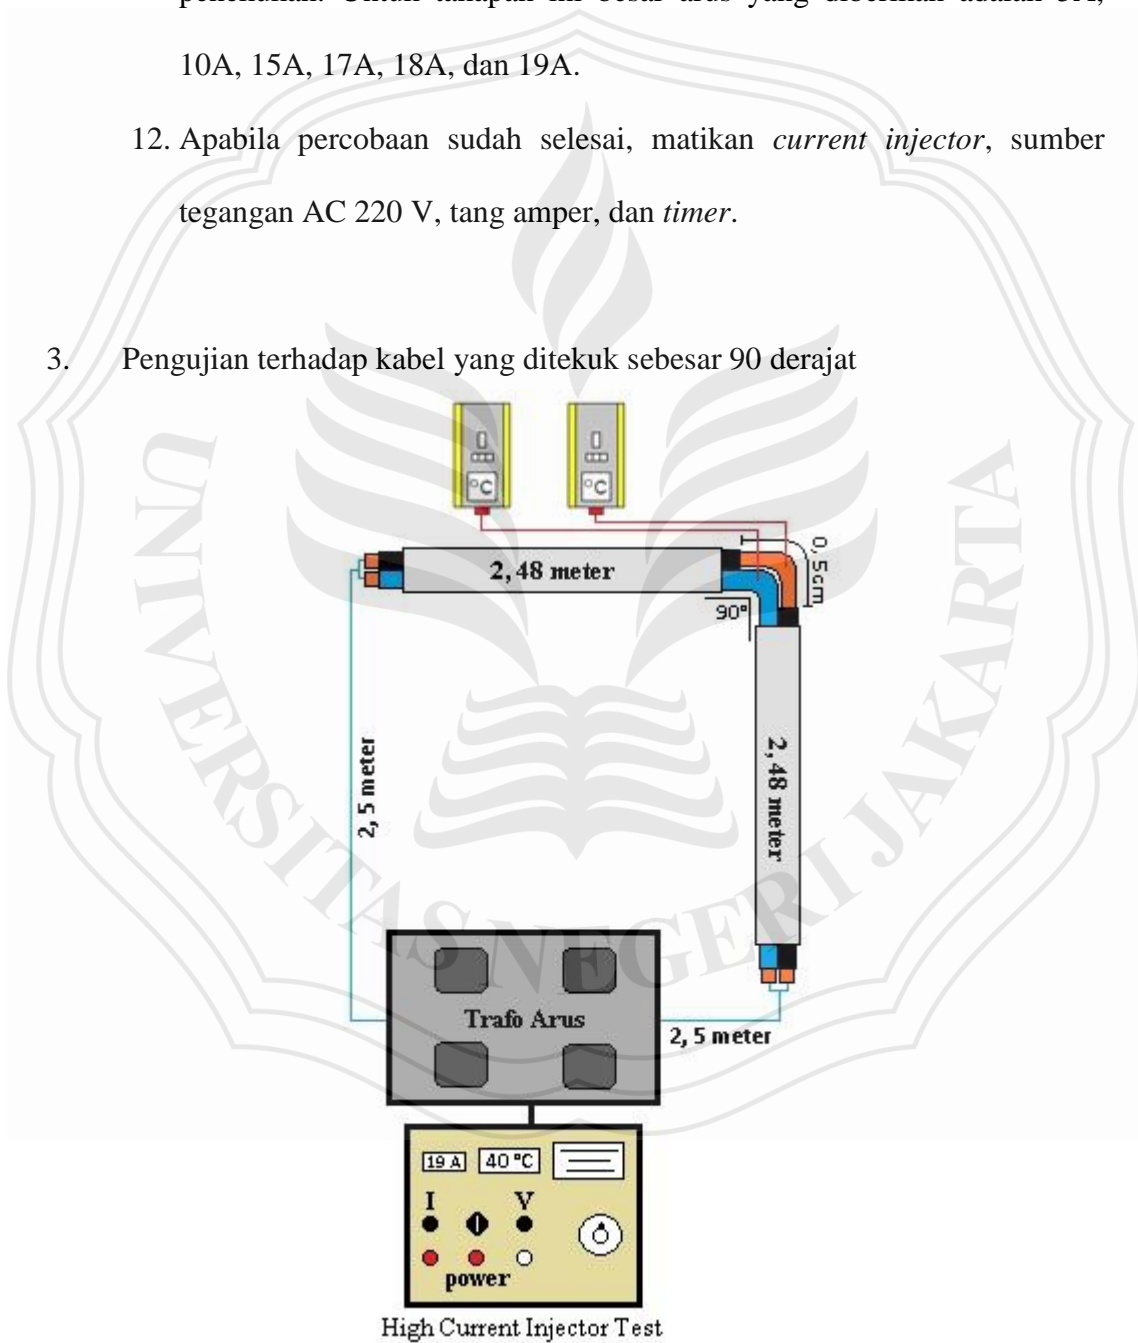 10A, 15A, 17A, 18A, dan 19A.
12. Apabila percobaan sudah selesai, matikan current injector, sumber
tegangan AC 220 V, tang amper, dan timer.
3. Pengujian terhadap kabel yang ditekuk sebesar 90 derajat
°C
°C
2, 48 meter
0, 5cm
90°
2, 5 meter
2, 48 meter
Trafo Arus
2, 5 meter
19 A
40 °C
I
V
power
High Current Injector Test
UNIVERSITAS NEGERI JAKARTA